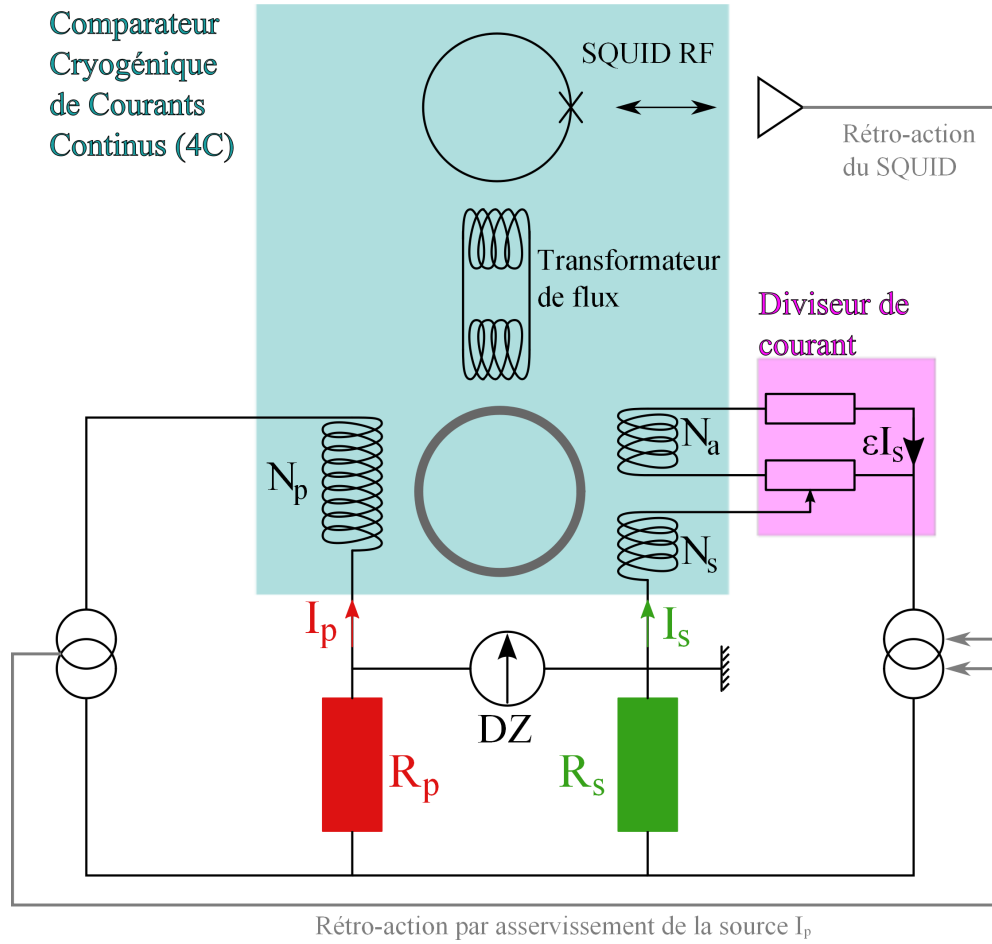 Comparateur
Cryogénique
de Courants
Continus (4C)
SQUID RF
Rétro-action
du SQUID
Transformateur
de flux
Diviseur de
courant
Nₚ
Nₐ
εIₛ
Nₛ
Iₚ
Iₛ
DZ
Rₚ
Rₛ
Rétro-action par asservissement de la source Iₚ